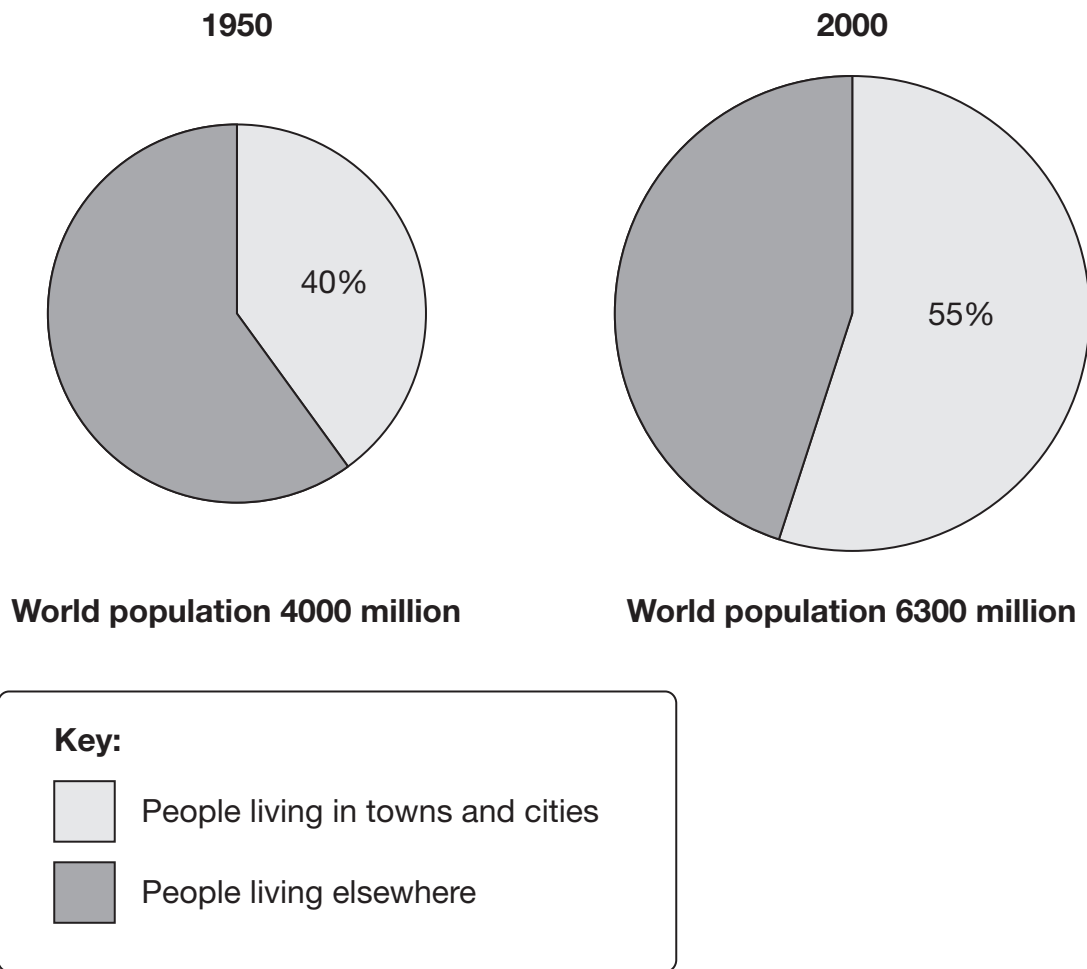 1950
2000
40%
55%
World population 4000 million
World population 6300 million
Key:
People living in towns and cities
People living elsewhere